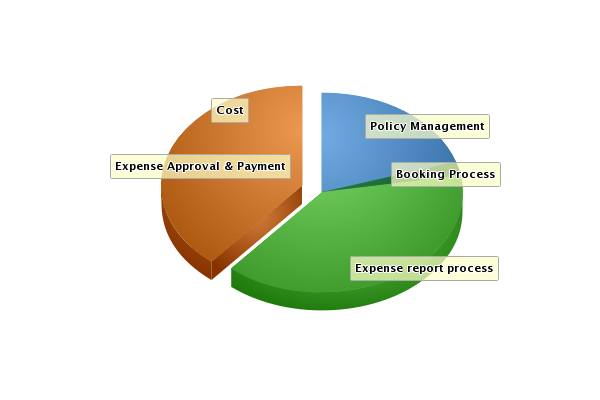 Cost
Policy Management
Expense Approval & Payment
Booking Process
Expense report process